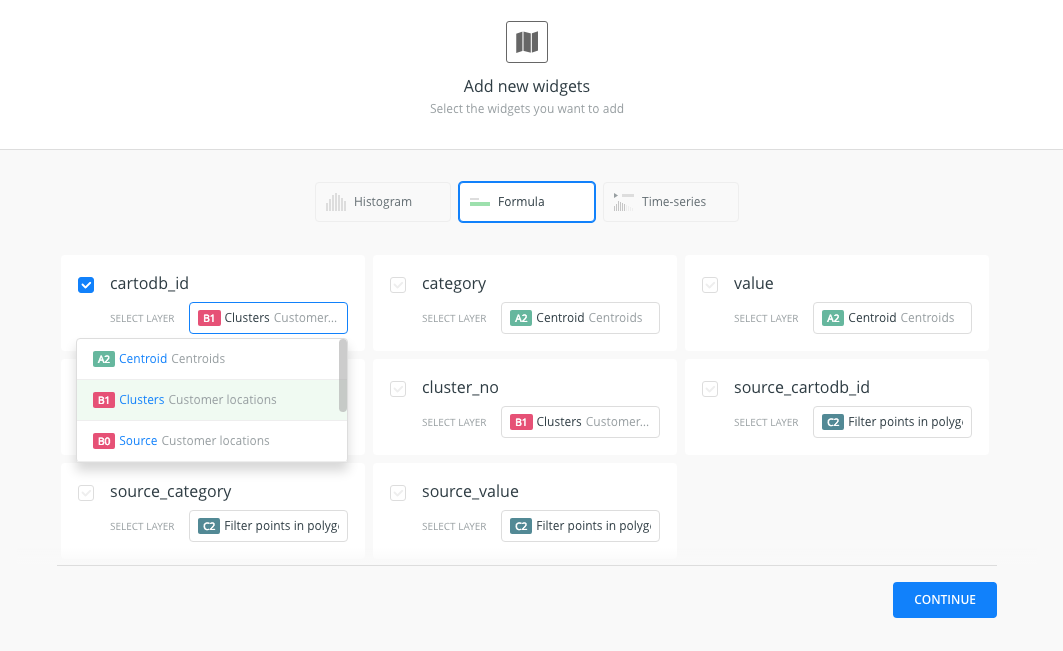 Add new widgets
Select the widgets you want to add
Histogram
Formula
Time-series
cartodb_id
SELECT LAYER
B1 Clusters Customer...
A2 Centroid Centroids
B1 Clusters Customer locations
B0 Source Customer locations
category
SELECT LAYER
A2 Centroid Centroids
value
SELECT LAYER
A2 Centroid Centroids
cluster_no
SELECT LAYER
B1 Clusters Customer...
source_cartodb_id
SELECT LAYER
C2 Filter points in polyg
source_category
SELECT LAYER
C2 Filter points in polyg
source_value
SELECT LAYER
C2 Filter points in polyg
CONTINUE